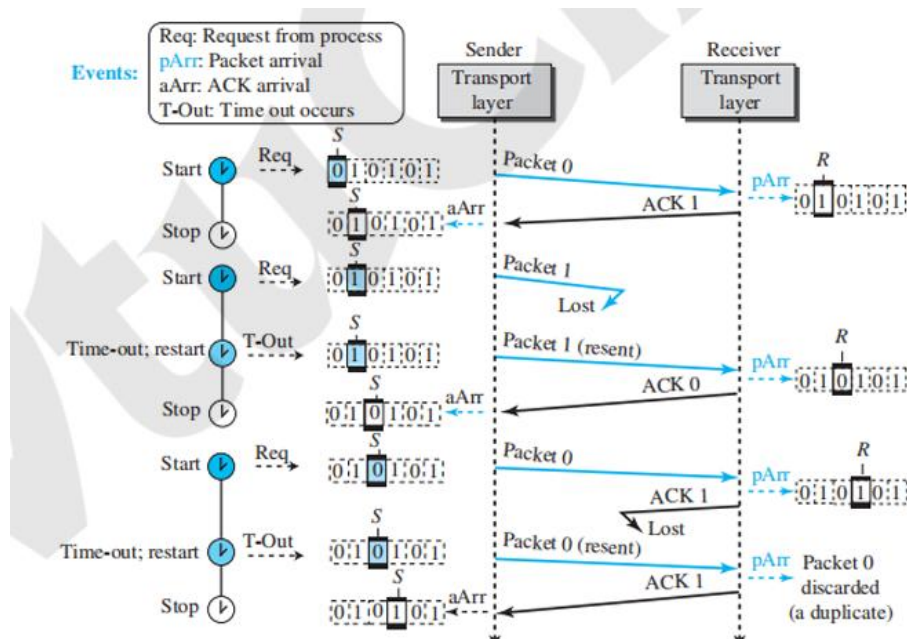 Events:
Req: Request from process
pArr: Packet arrival
aArr: ACK arrival
T-Out: Time out occurs
Sender
Transport
layer
Receiver
Transport
layer
Start
Req
S
0 1 0 1 0 1
Packet 0
pArr
R
0 1 0 1 0 1
Stop
S
0 1 0 1 0 1
aArr
ACK 1
Start
Req
S
0 1 0 1 0 1
Packet 1
Lost
Time-out; restart
T-Out
S
0 1 0 1 0 1
Packet 1 (resent)
pArr
R
0 1 0 1 0 1
Stop
S
0 1 0 1 0 1
aArr
ACK 0
Start
Req
S
0 1 0 1 0 1
Packet 0
pArr
R
0 1 0 1 0 1
ACK 1
Lost
Time-out; restart
T-Out
S
0 1 0 1 0 1
Packet 0 (resent)
pArr
Packet 0
discarded
(a duplicate)
Stop
S
0 1 0 1 0 1
aArr
ACK 1